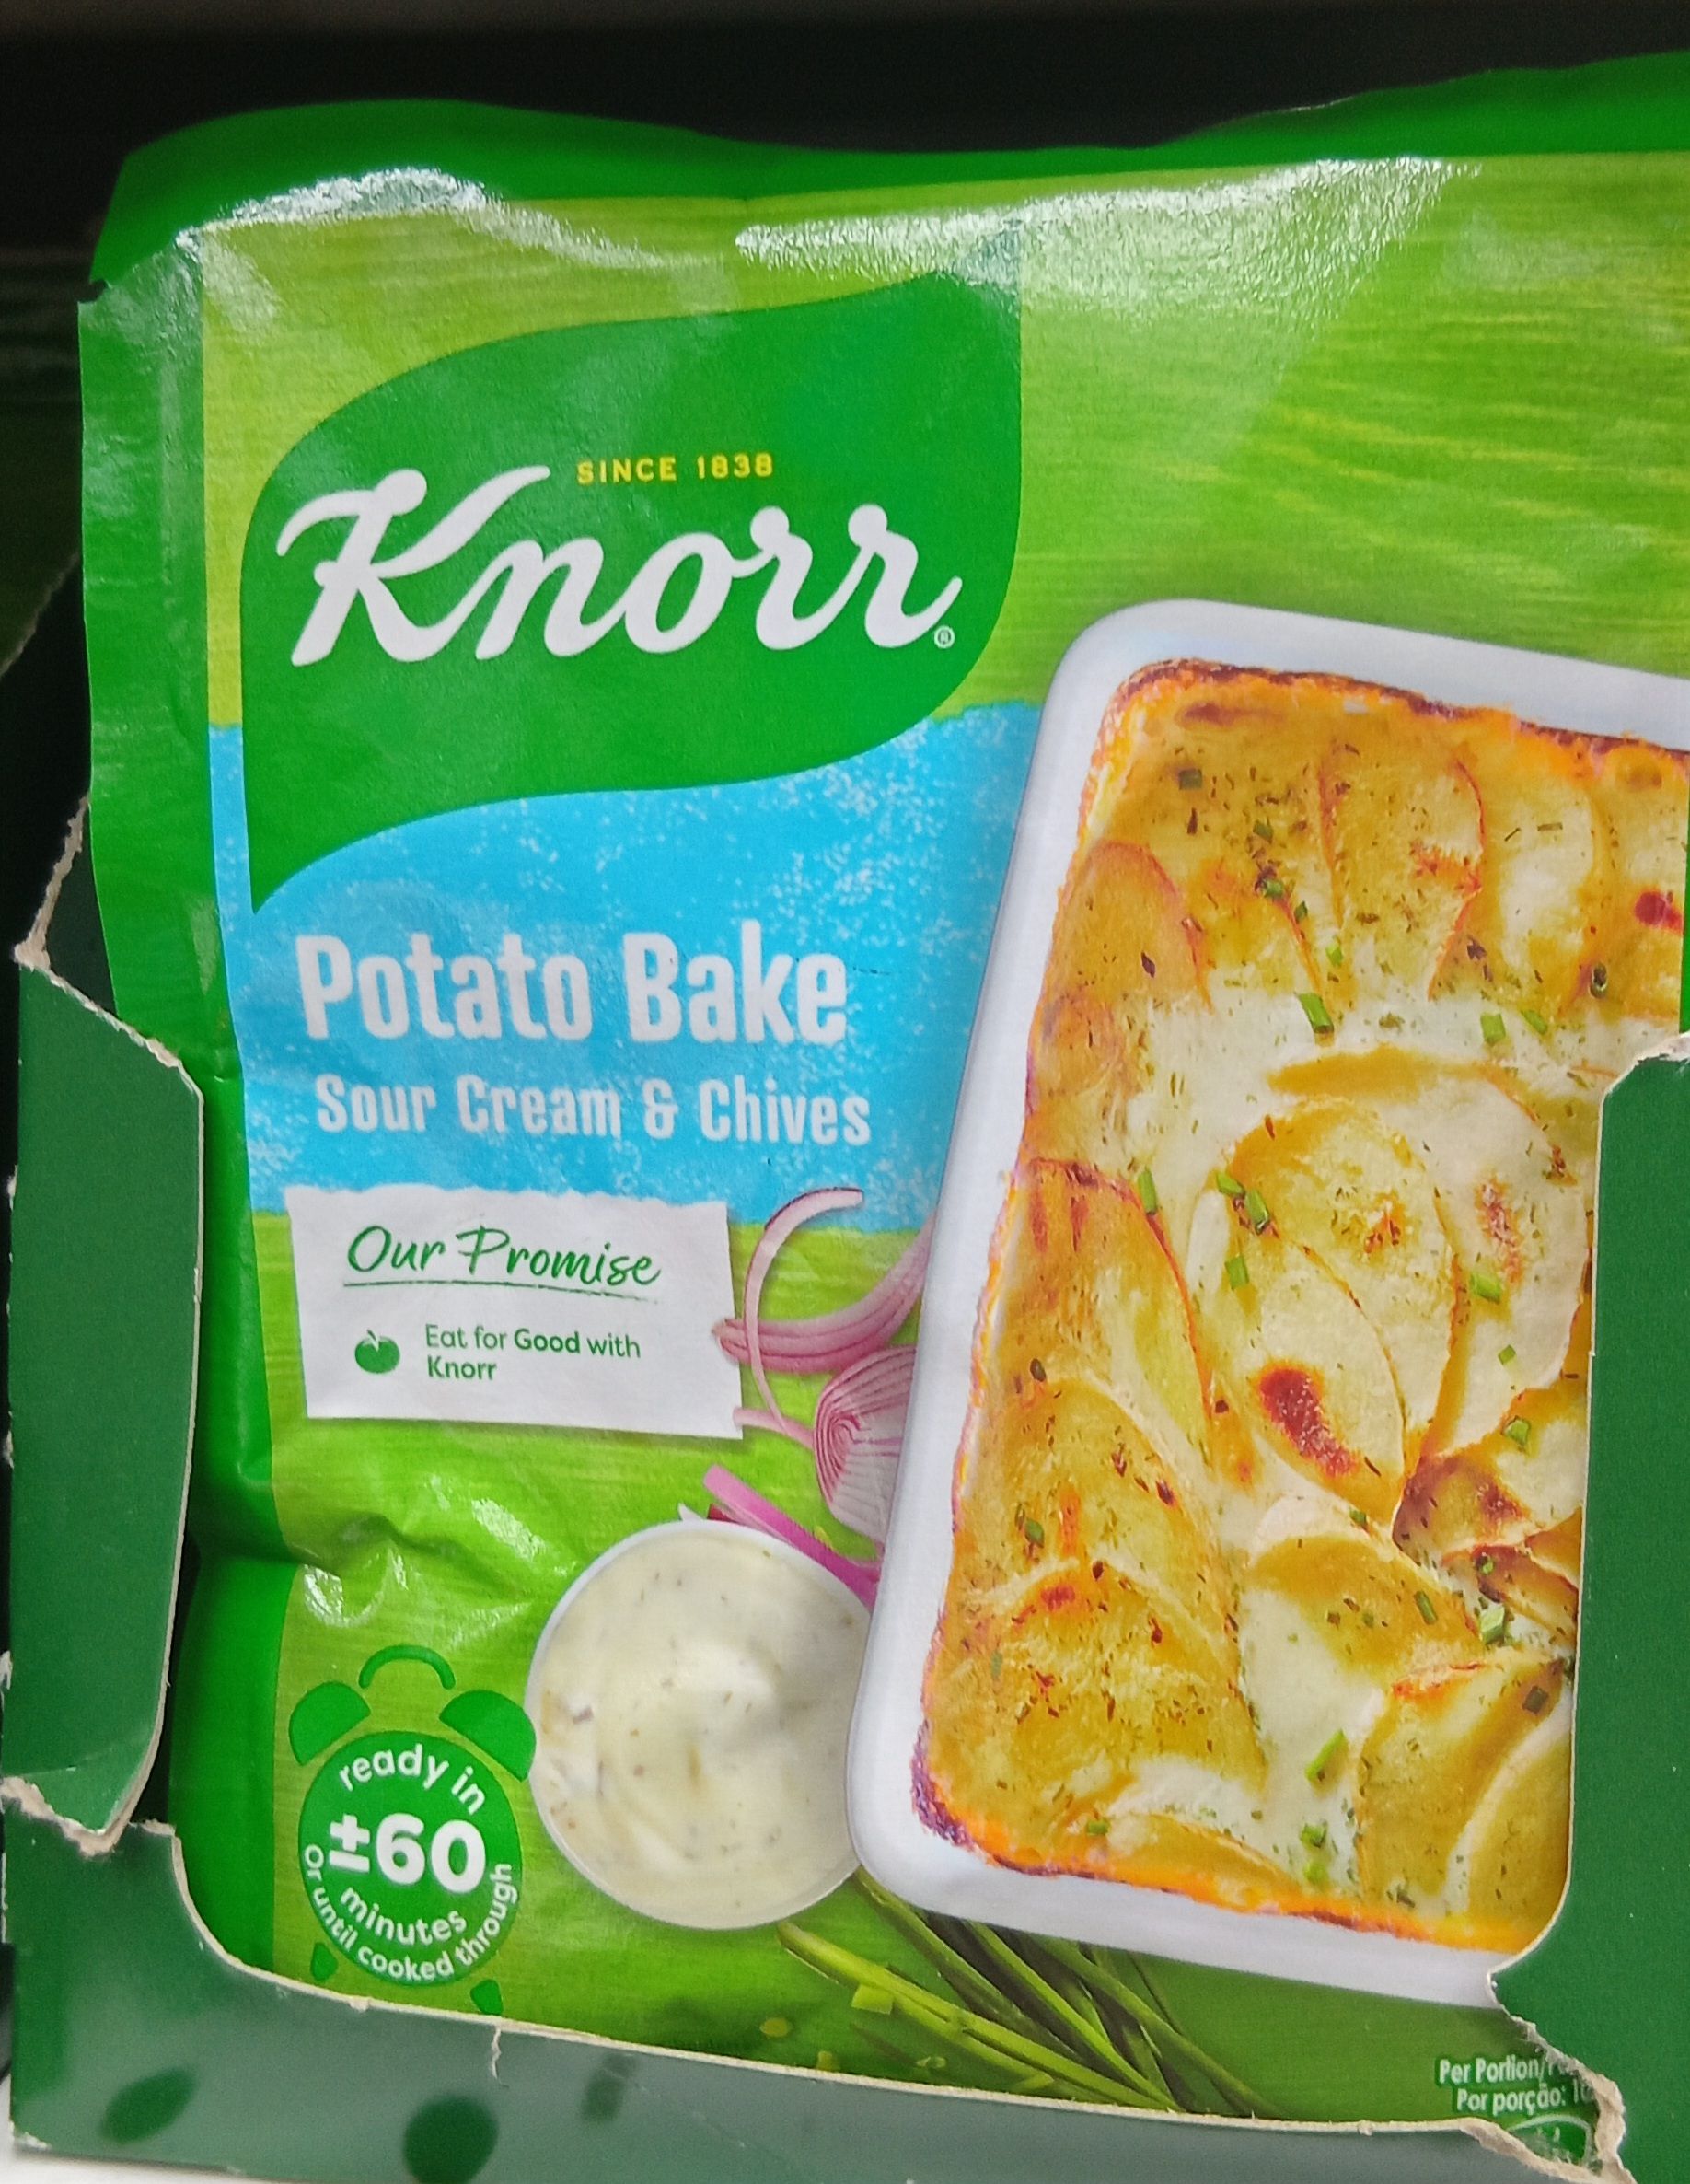 SINCE 1838
Knorr®
Potato Bake
Sour Cream & Chives
Our Promise
Eat for Good with
Knorr
ready in
±60
minutes
Or until cooked through
Per Portion/
Por porção: